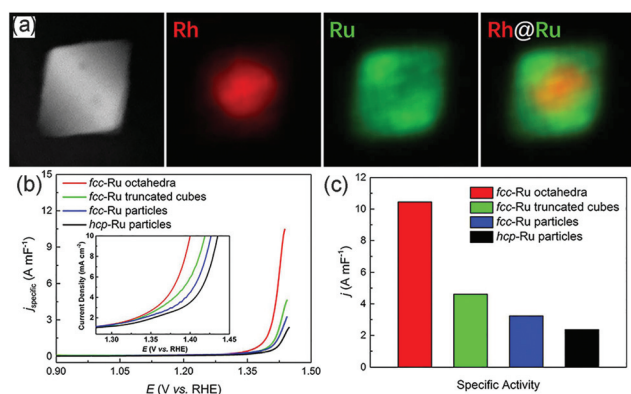 (a)
Rh
Ru
Rh@Ru
(b)
fcc-Ru octahedra
fcc-Ru truncated cubes
fcc-Ru particles
hcp-Ru particles
15
12
9
6
3
0
j specific (A mF⁻¹)
0.90
1.05
1.20
1.35
1.50
E (V vs. RHE)
Current Density (mA cm⁻²)
10
8
6
4
2
1.30
1.35
1.40
1.45
E (V vs. RHE)
(c)
fcc-Ru octahedra
fcc-Ru truncated cubes
fcc-Ru particles
hcp-Ru particles
12
10
8
6
4
2
0
j (A mF⁻¹)
Specific Activity